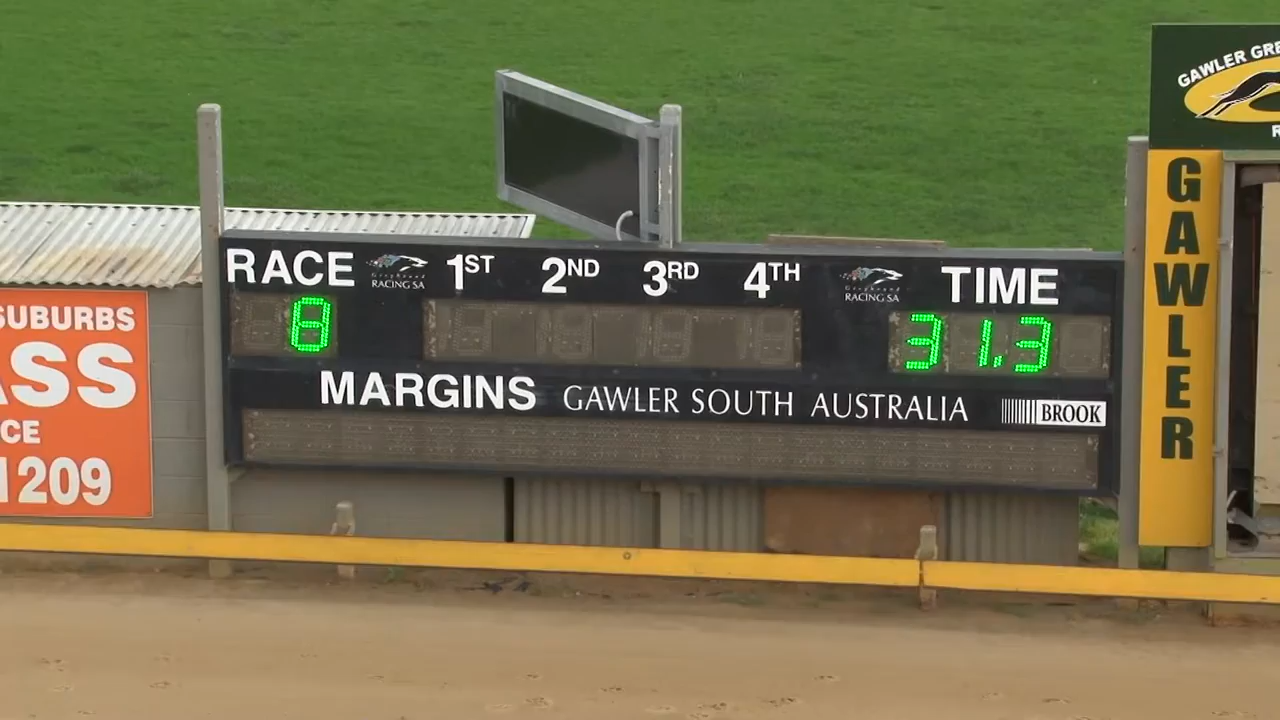 GAWLER GRE
RACE
Greyhound
RACING SA
1ST 2ND 3RD 4TH
Greyhound
RACING SA
TIME
8
31.3
MARGINS GAWLER SOUTH AUSTRALIA BROOK
GAWLER
SUBURBS
ASS
CE
1209